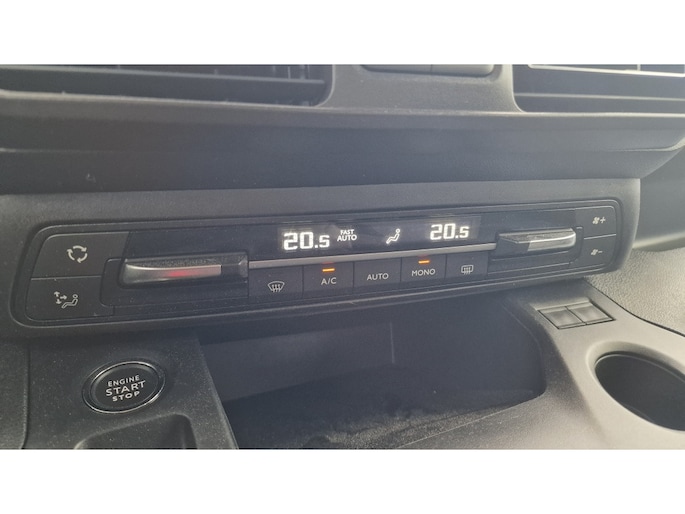 20.5 FAST AUTO 20.5
A/C AUTO MONO
ENGINE
START
STOP